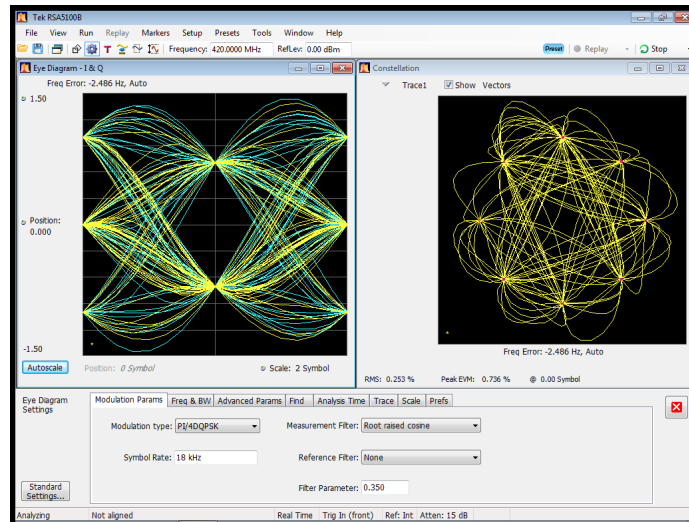 Tek RSA5100B
File View Run Replay Markers Setup Presets Tools Window Help
T Frequency: 420.0000 MHz RefLev: 0.00 dBm Preset Replay Stop
Eye Diagram - I & Q
Freq Error: -2.486 Hz, Auto
1.50
Position:
0.000
-1.50
Autoscale Position: 0 Symbol Scale: 2 Symbol
Constellation
Trace1 Show Vectors
Freq Error: -2.486 Hz, Auto
RMS: 0.253 % Peak EVM: 0.736 % @ 0.00 Symbol
Eye Diagram
Settings
Modulation Params Freq & BW Advanced Params Find Analysis Time Trace Scale Prefs
Modulation type: PI/4DQPSK Measurement Filter: Root raised cosine
Symbol Rate: 18 kHz Reference Filter: None
Filter Parameter: 0.350
Standard
Settings...
Analyzing Not aligned Real Time Trig In (front) Ref: Int Atten: 15 dB